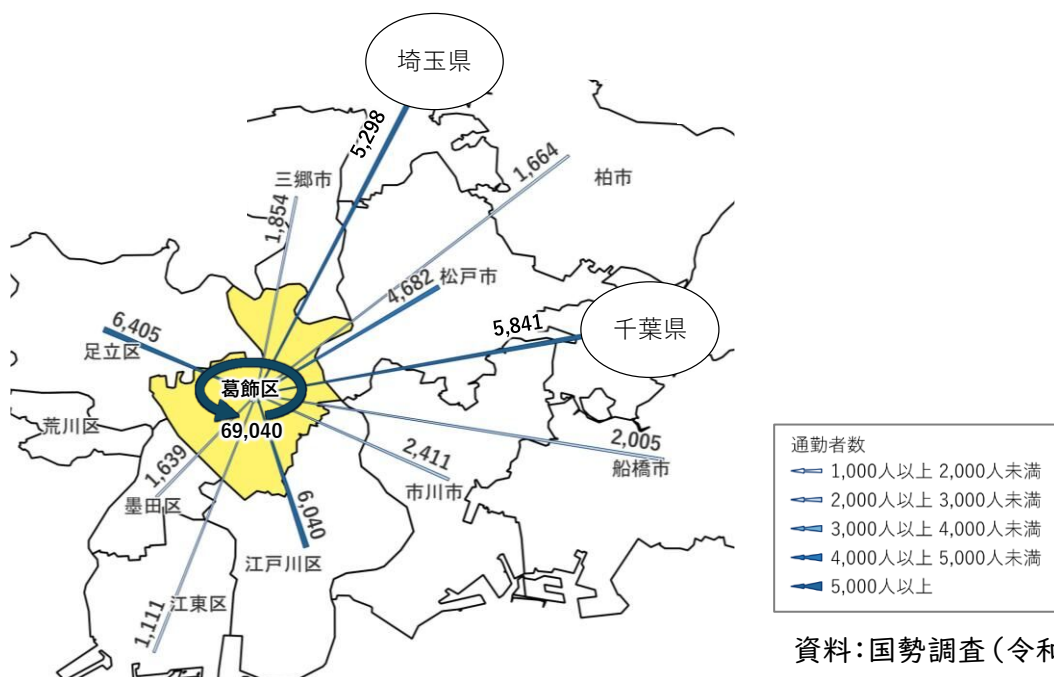 埼玉県
5,298
1,664
柏市
三郷市
1,854
4,682
松戸市
5,841
千葉県
6,405
足立区
葛飾区
69,040
荒川区
2,005
船橋市
2,411
市川市
1,639
墨田区
6,040
江戸川区
江東区
1,111
通勤者数
1,000人以上 2,000人未満
2,000人以上 3,000人未満
3,000人以上 4,000人未満
4,000人以上 5,000人未満
5,000人以上
資料：国勢調査（令和